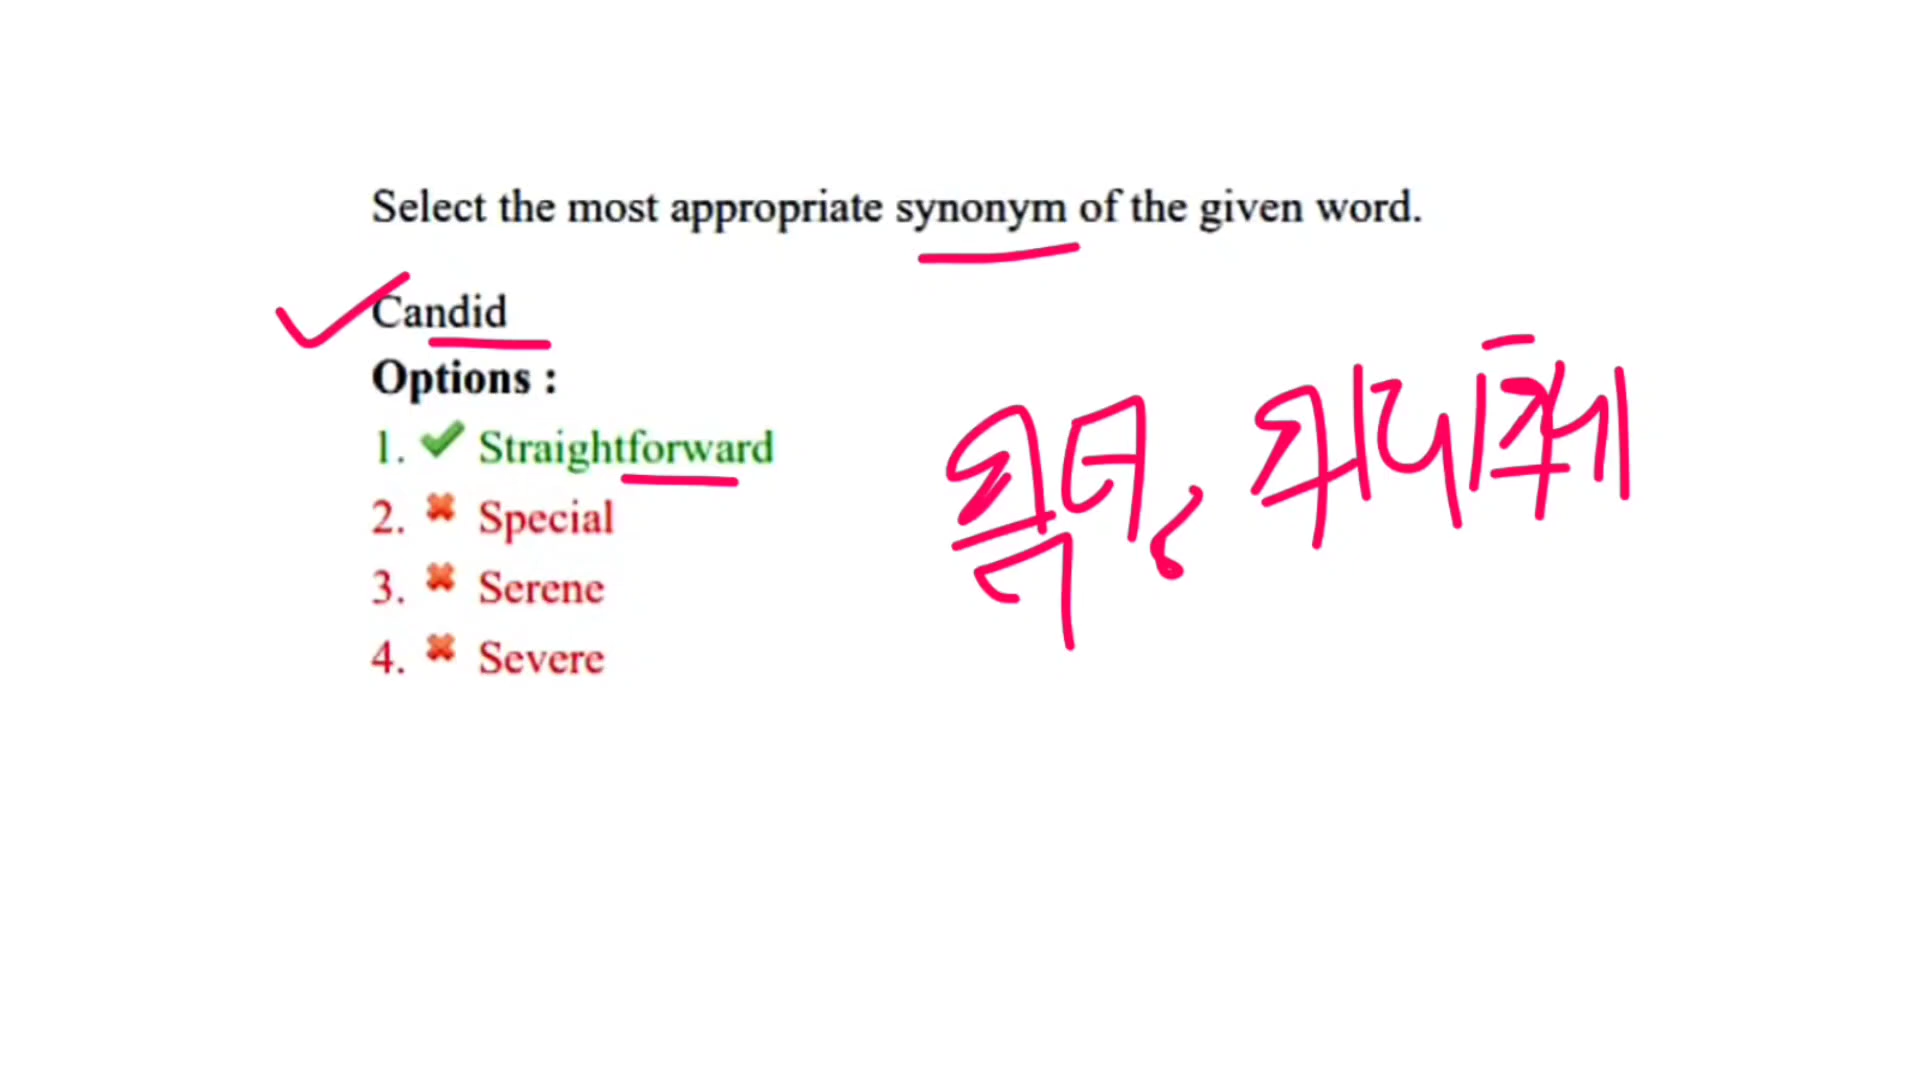 Select the most appropriate synonym of the given word.
Candid
Options :
1. Straightforward
2. Special
3. Serene
4. Severe